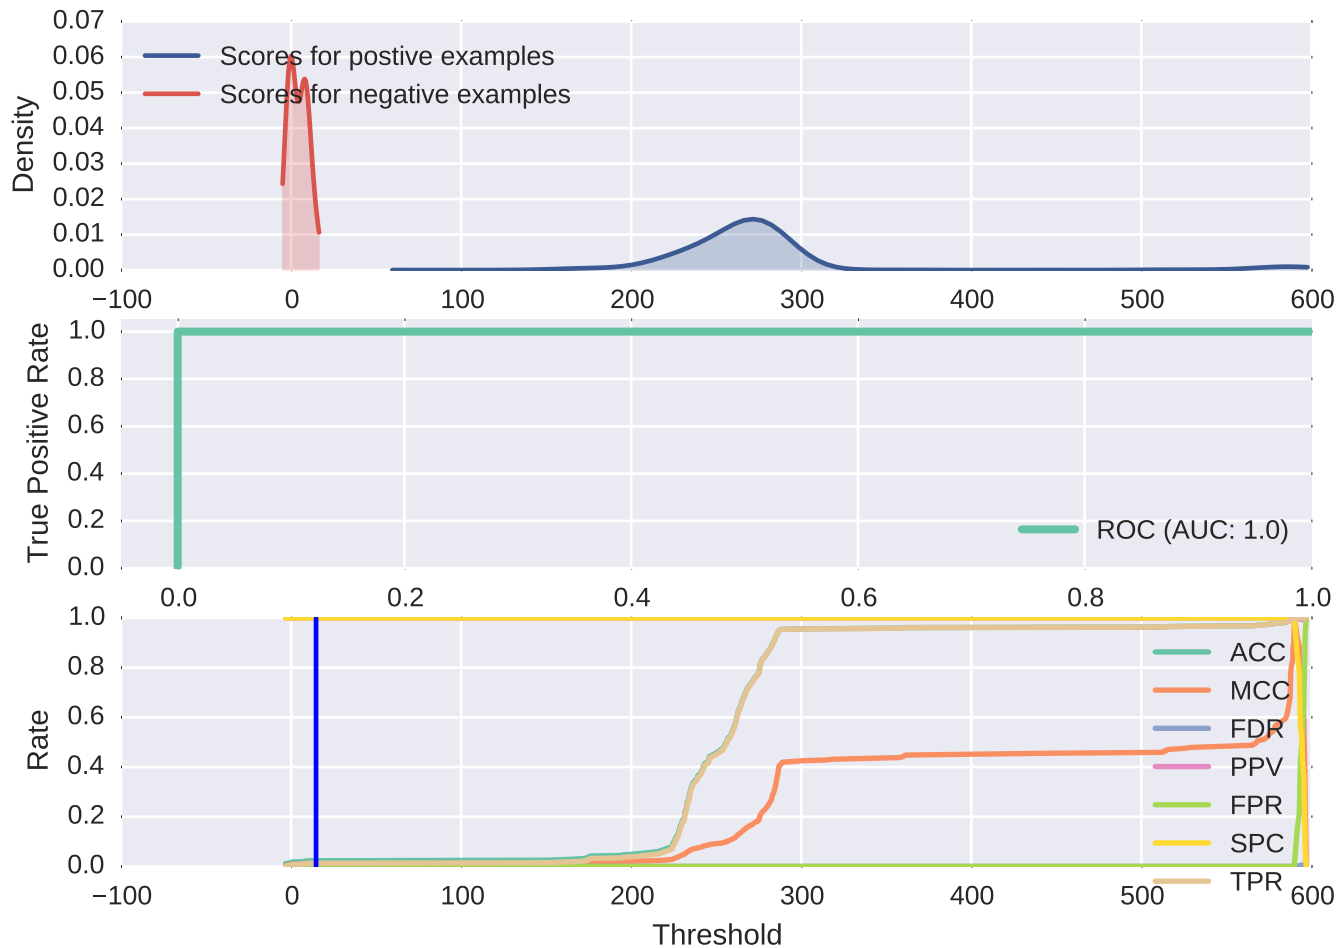 0.07
0.06
0.05
0.04
0.03
0.02
0.01
0.00
Density
Scores for postive examples
Scores for negative examples
−100 0 100 200 300 400 500 600
1.0
0.8
0.6
0.4
0.2
0.0
True Positive Rate
ROC (AUC: 1.0)
0.0 0.2 0.4 0.6 0.8 1.0
1.0
0.8
0.6
0.4
0.2
0.0
Rate
ACC
MCC
FDR
PPV
FPR
SPC
TPR
−100 0 100 200 300 400 500 600
Threshold